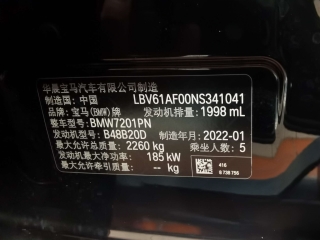 华晨宝马汽车有限公司制造
制造国：中国 LBV61AF00NS341041
品牌：宝马(BMW)牌 发动机排量：1998 mL
整车型号：BMW7201PN
发动机型号：B48B20D 制造年月：2022-01
最大允许总质量：2260 kg 乘坐人数：5
发动机最大净功率：185 kW
最大允许牵引质量：-- kg
416
8 738 756